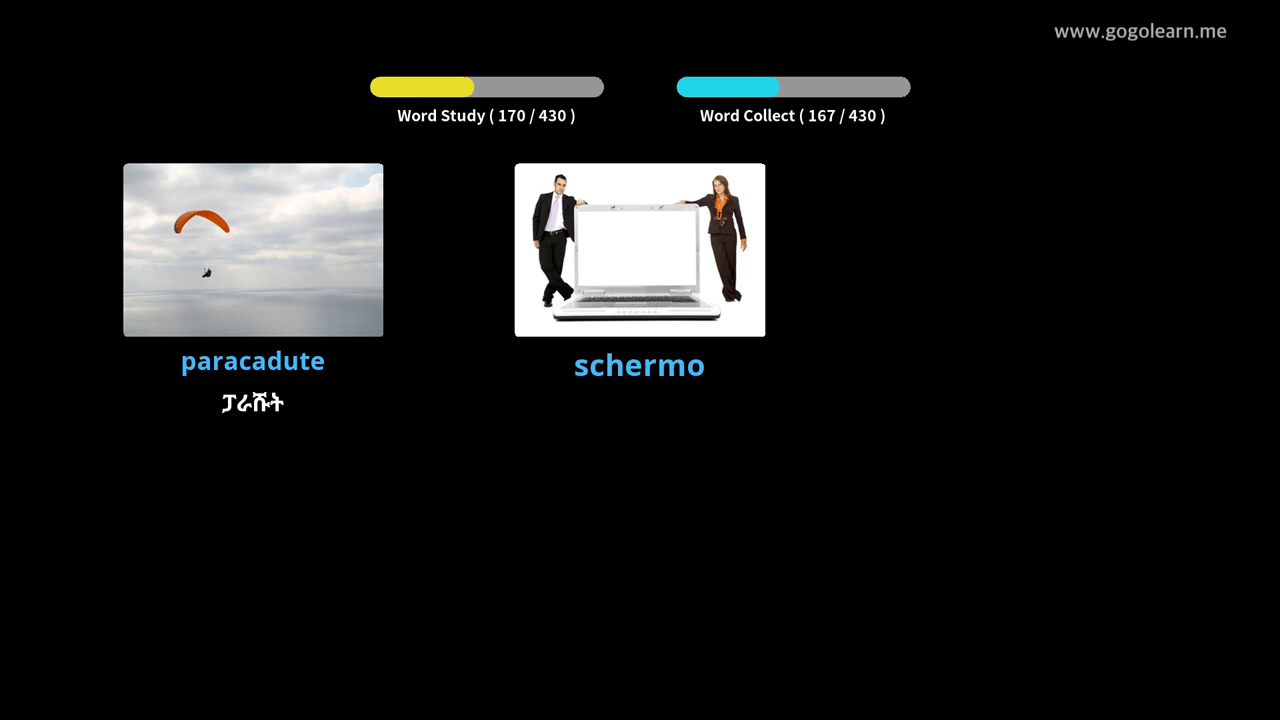 www.gogolearn.me
Word Study ( 170 / 430 )
Word Collect ( 167 / 430 )
paracadute
ፓራሹት
schermo